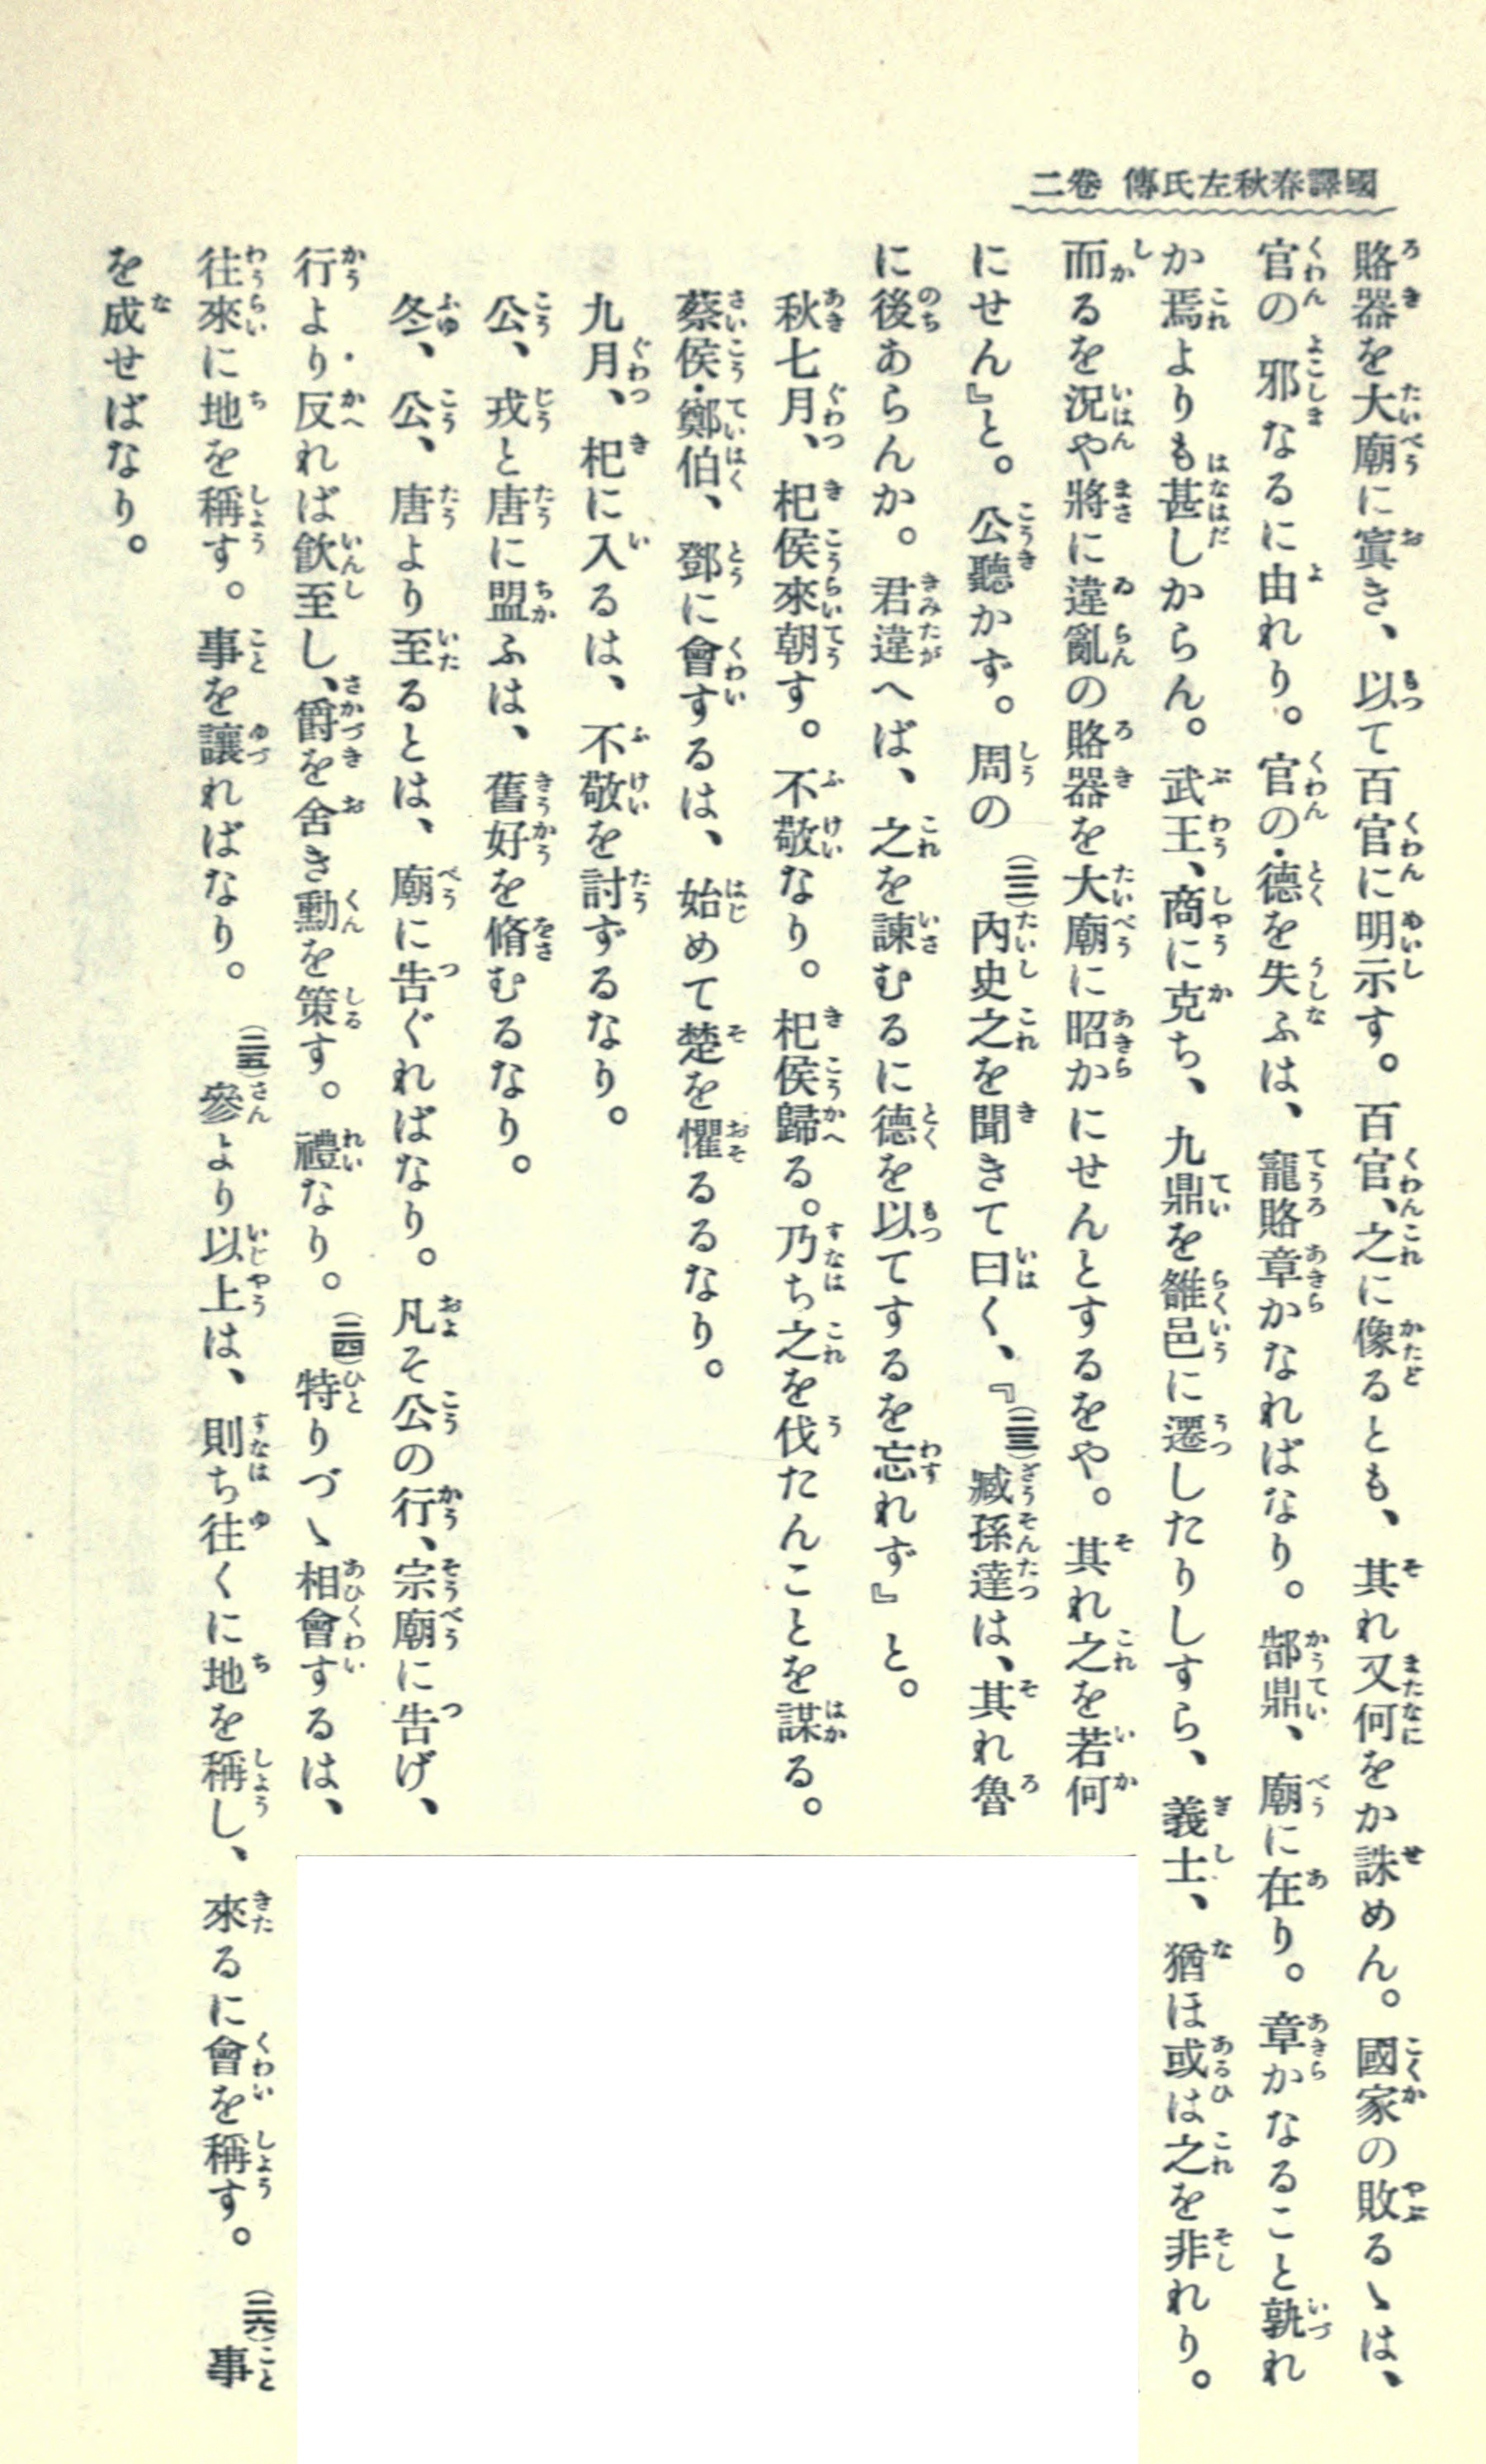 國譯春秋左氏傳 卷二
賂器を大廟に寘き、以て百官に明示す。百官、之に像るとも、其れ又何をか誅めん。國家の敗るゝは、
官の邪なるに由れり。官の・德を失ふは、寵賂章かなればなり。郜鼎、廟に在り。章かなること孰れ
か焉よりも甚しからん。武王、商に克ち、九鼎を雒邑に遷したりしすら、義士、猶ほ或は之を非れり。
而るを況や將に違亂の賂器を大廟に昭かにせんとするをや。其れ之を若何
にせん』と。公聽かず。周の(三二)內史之を聞きて曰く、『(三三)臧孫達は、其れ魯
に後あらんか。君違へば、之を諫むるに德を以てするを忘れず』と。
秋七月、杞侯來朝す。不敬なり。杞侯歸る。乃ち之を伐たんことを謀る。
蔡侯・鄭伯、鄧に會するは、始めて楚を懼るるなり。
九月、杞に入るは、不敬を討ずるなり。
公、戎と唐に盟ふは、舊好を脩むるなり。
冬、公、唐より至るとは、廟に告ぐればなり。凡そ公の行、宗廟に告げ、
行より・反れば飮至し、爵を舍き勳を策す。禮なり。(三四)特りづゝ相會するは、
往來に地を稱す。事を讓ればなり。(三五)參より以上は、則ち往くに地を稱し、來るに會を稱す。(三六)事
を成せばなり。